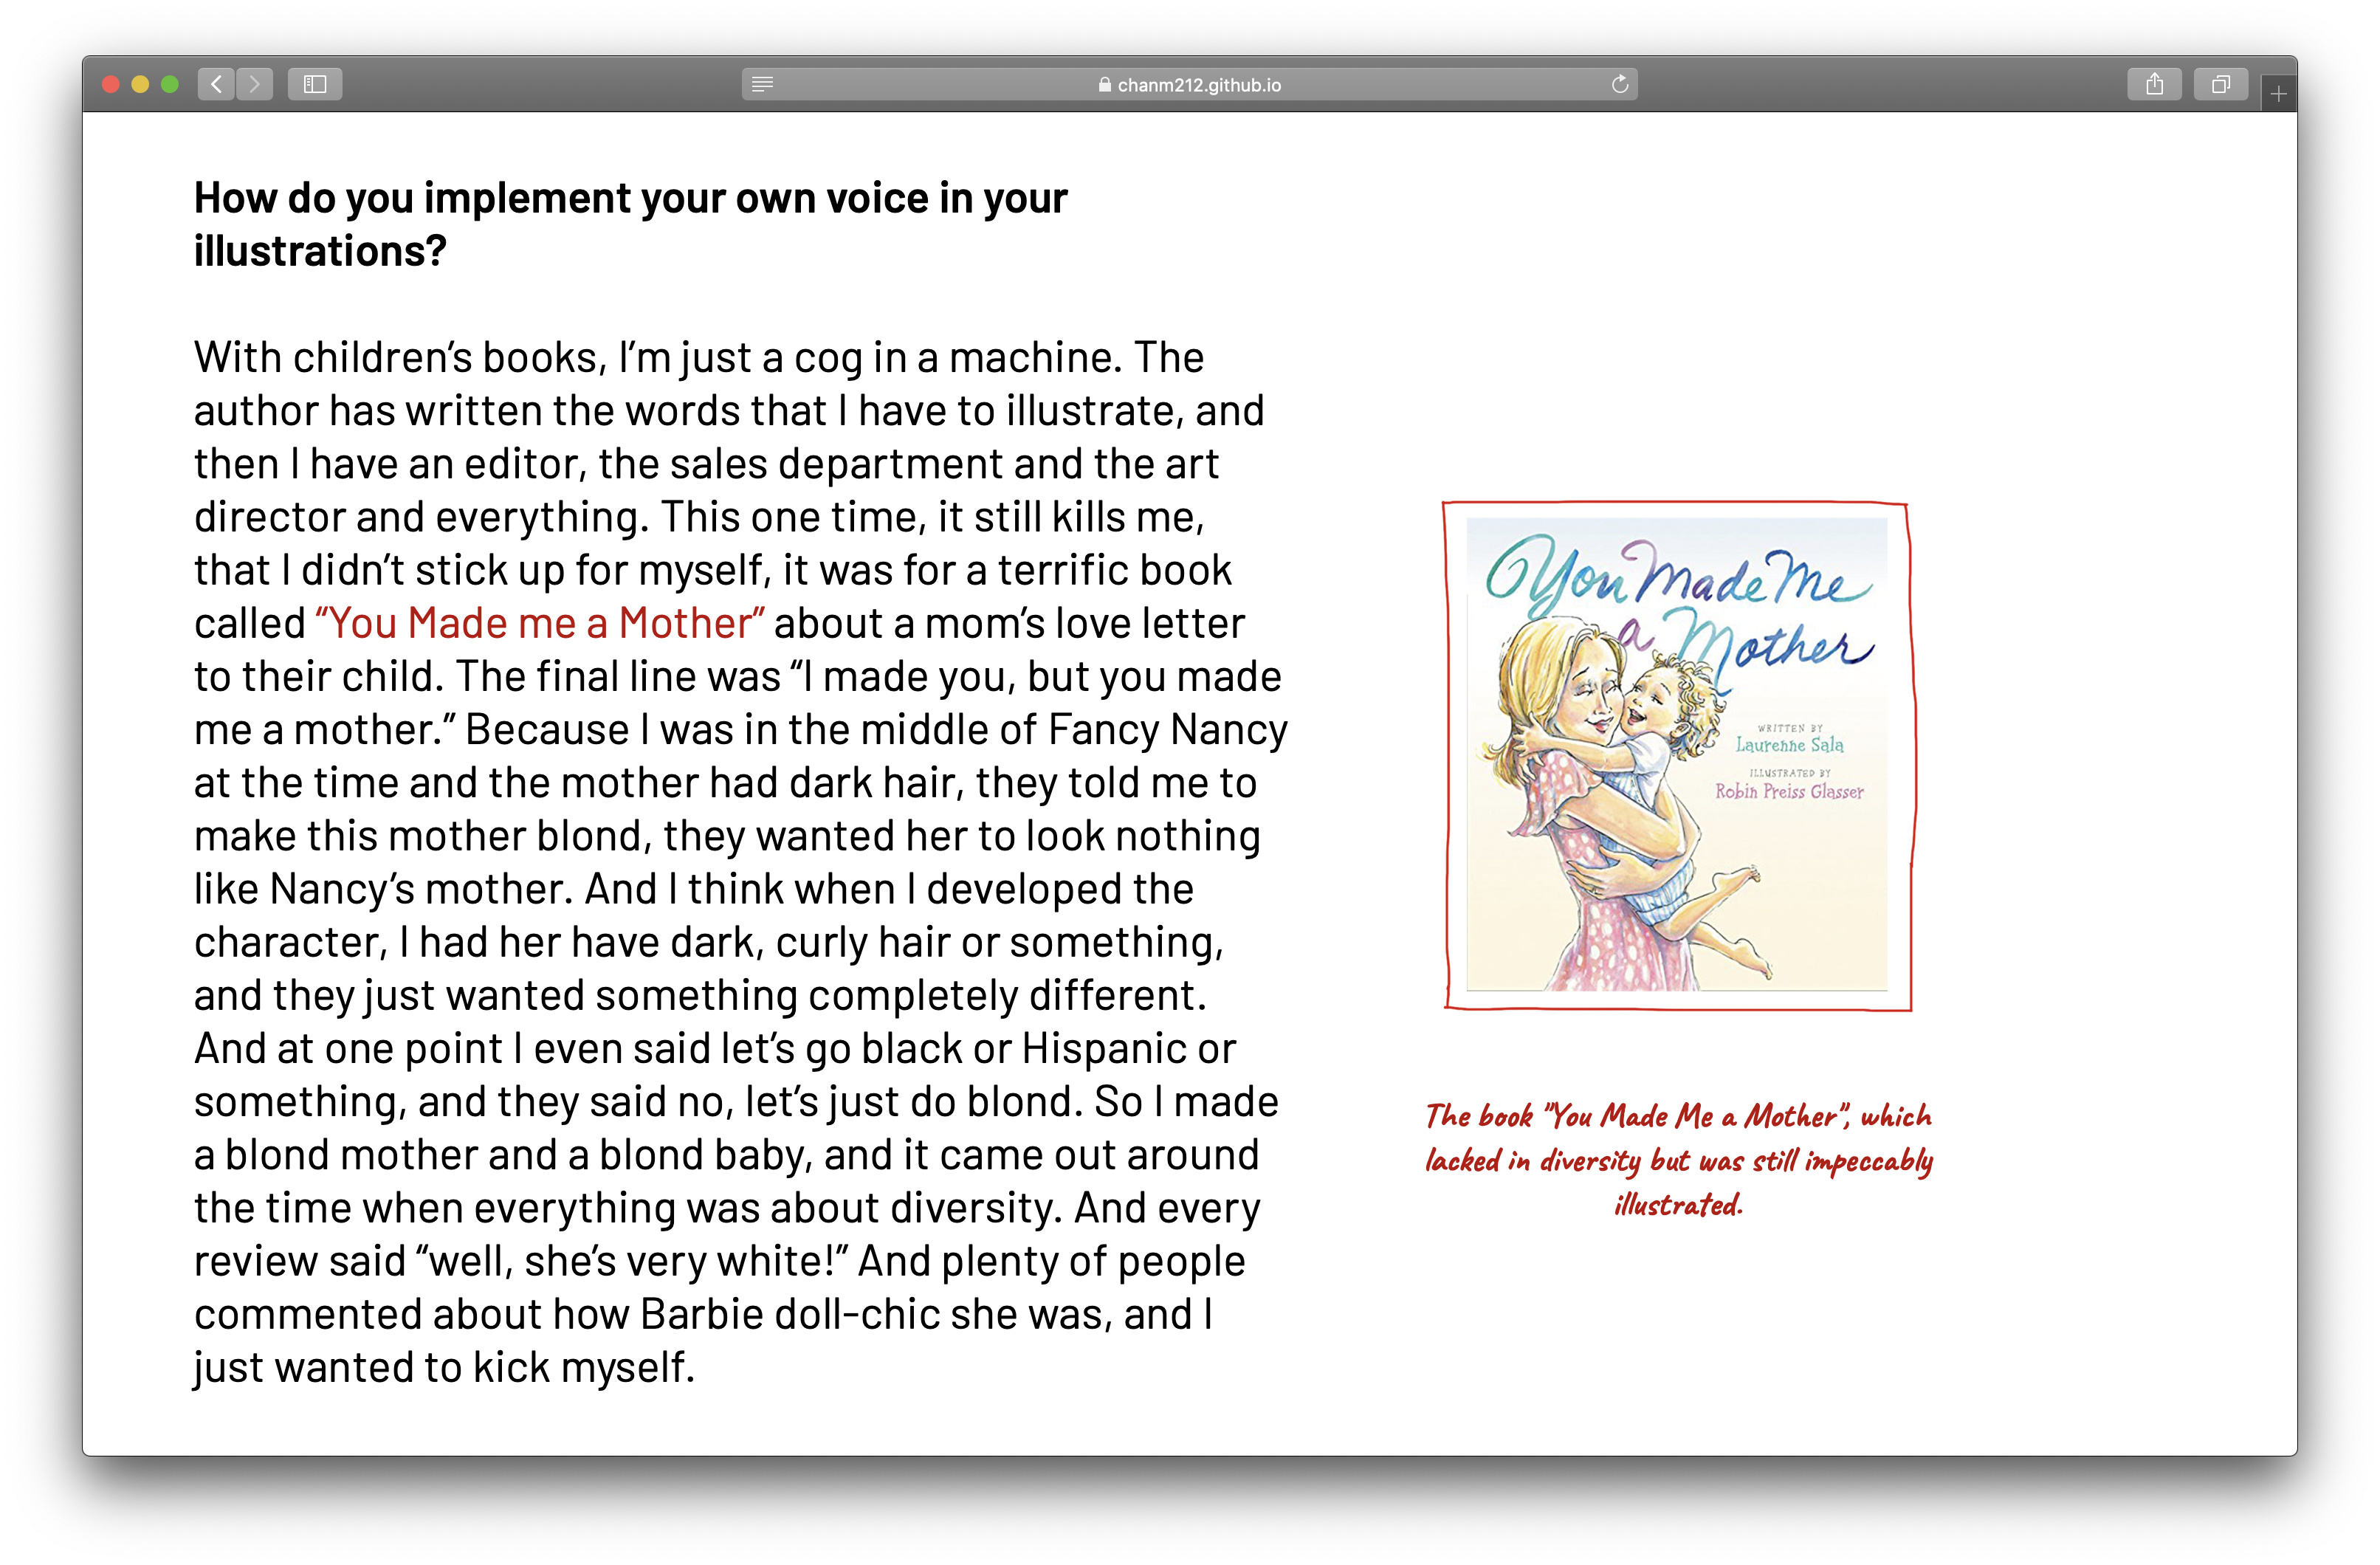 chanm212.github.io
How do you implement your own voice in your
illustrations?
With children’s books, I’m just a cog in a machine. The
author has written the words that I have to illustrate, and
then I have an editor, the sales department and the art
director and everything. This one time, it still kills me,
that I didn’t stick up for myself, it was for a terrific book
called “You Made me a Mother” about a mom’s love letter
to their child. The final line was “I made you, but you made
me a mother.” Because I was in the middle of Fancy Nancy
at the time and the mother had dark hair, they told me to
make this mother blond, they wanted her to look nothing
like Nancy’s mother. And I think when I developed the
character, I had her have dark, curly hair or something,
and they just wanted something completely different.
And at one point I even said let’s go black or Hispanic or
something, and they said no, let’s just do blond. So I made
a blond mother and a blond baby, and it came out around
the time when everything was about diversity. And every
review said “well, she’s very white!” And plenty of people
commented about how Barbie doll-chic she was, and I
just wanted to kick myself.
You Made Me
a Mother
WRITTEN BY
Laurenne Sala
ILLUSTRATED BY
Robin Preiss Glasser
The book "You Made Me a Mother", which
lacked in diversity but was still impeccably
illustrated.